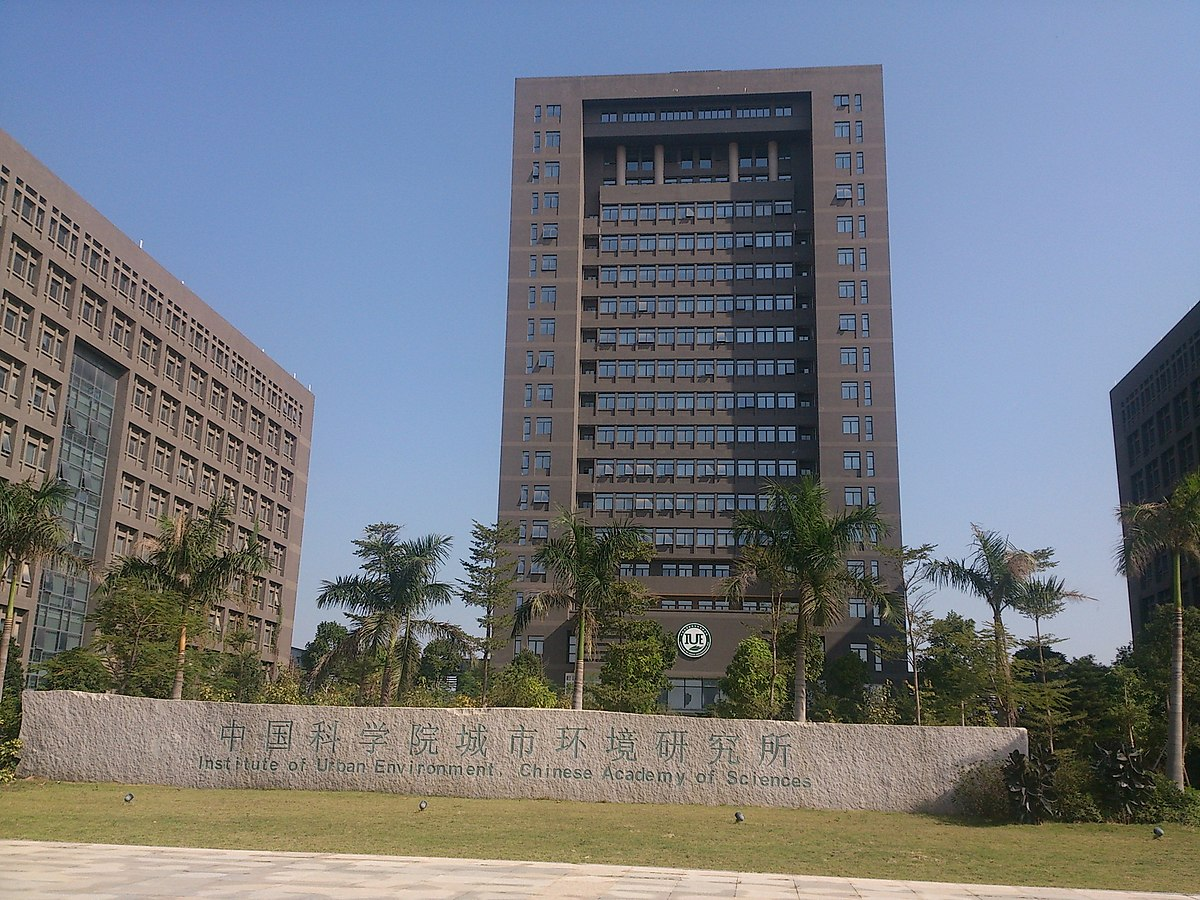 IUE
中国科学院城市环境研究所
Institute of Urban Environment, Chinese Academy of Sciences